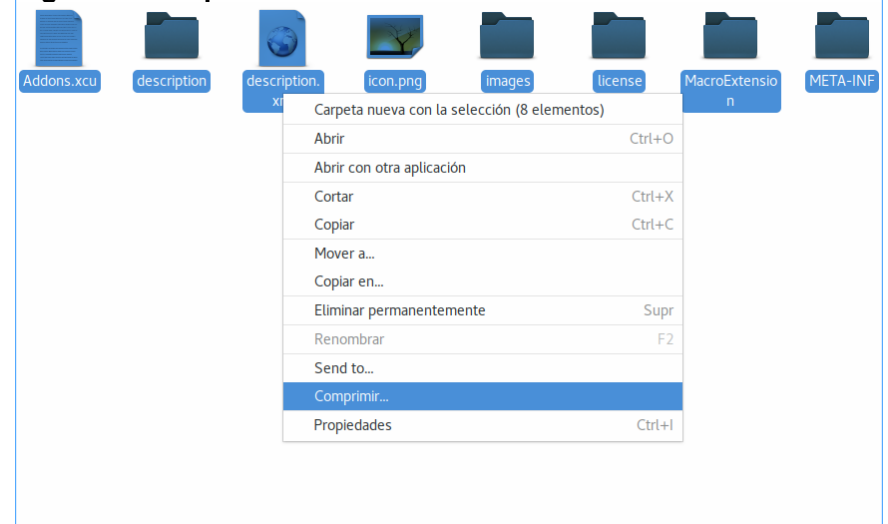 Addons.xcu
description
description.
icon.png
images
license
MacroExtensio
n
META-INF
Carpeta nueva con la selección (8 elementos)
Abrir Ctrl+O
Abrir con otra aplicación
Cortar Ctrl+X
Copiar Ctrl+C
Mover a...
Copiar en...
Eliminar permanentemente Supr
Renombrar F2
Send to...
Comprimir...
Propiedades Ctrl+I